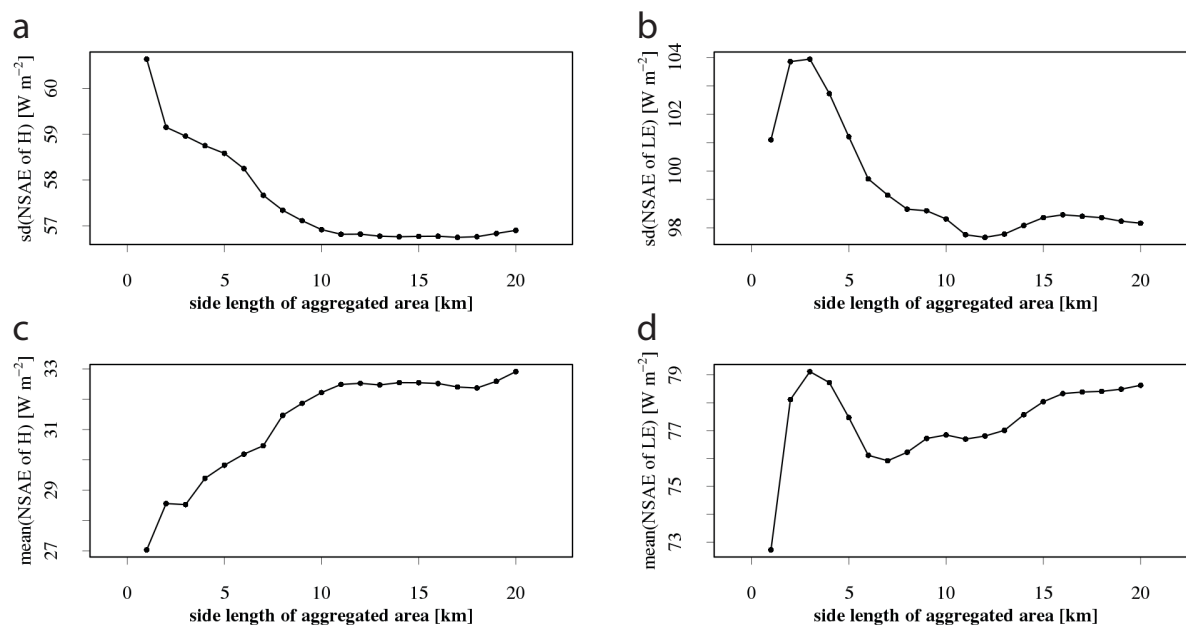 a
sd(NSAE of H) [W m⁻²]
60
59
58
57
0 5 10 15 20
side length of aggregated area [km]
b
sd(NSAE of LE) [W m⁻²]
104
102
100
98
0 5 10 15 20
side length of aggregated area [km]
c
mean(NSAE of H) [W m⁻²]
33
31
29
27
0 5 10 15 20
side length of aggregated area [km]
d
mean(NSAE of LE) [W m⁻²]
79
77
75
73
0 5 10 15 20
side length of aggregated area [km]